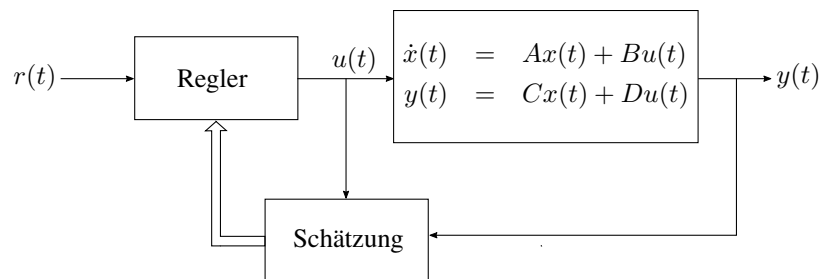 r(t)
Regler
u(t)
ẋ(t) = Ax(t) + Bu(t)
y(t) = Cx(t) + Du(t)
y(t)
Schätzung